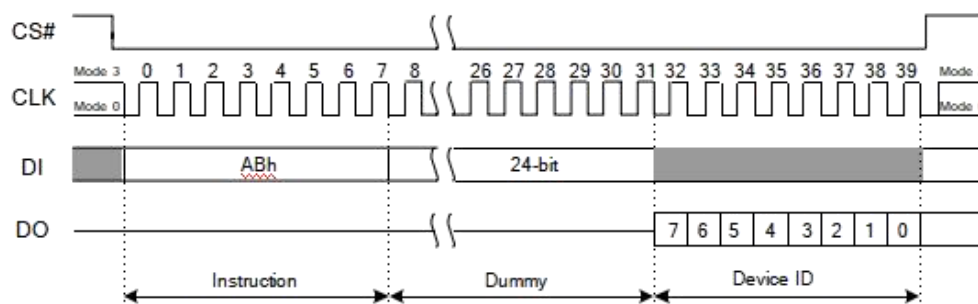 CS#
Mode 3 0 1 2 3 4 5 6 7 8 26 27 28 29 30 31 32 33 34 35 36 37 38 39 Mode
CLK
Mode 0 Mode
DI ABh 24-bit
DO 7 6 5 4 3 2 1 0
Instruction Dummy Device ID